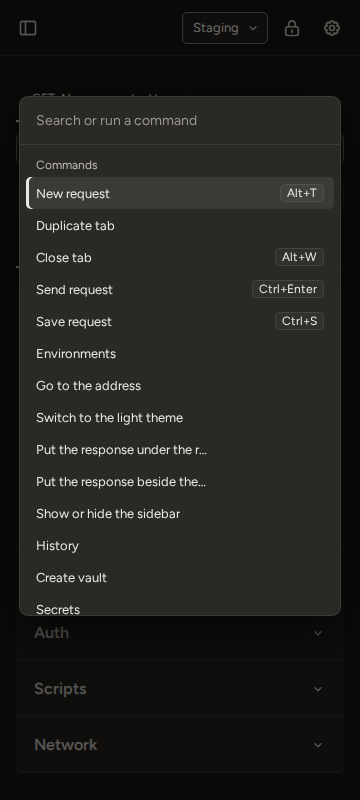 Staging
Search or run a command
Commands
New request Alt+T
Duplicate tab
Close tab Alt+W
Send request Ctrl+Enter
Save request Ctrl+S
Environments
Go to the address
Switch to the light theme
Put the response under the r...
Put the response beside the...
Show or hide the sidebar
History
Create vault
Secrets
Auth
Scripts
Network